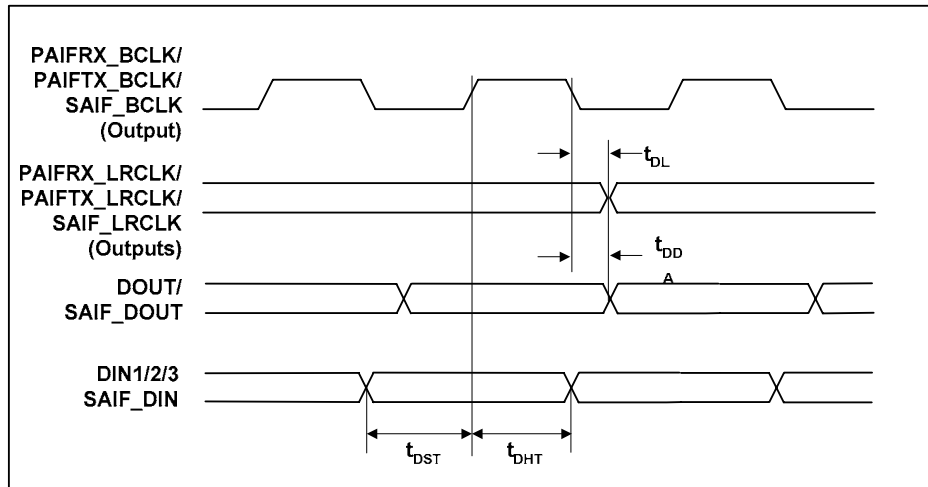 PAIFRX_BCLK/
PAIFTX_BCLK/
SAIF_BCLK
(Output)
t_DL
PAIFRX_LRCLK/
PAIFTX_LRCLK/
SAIF_LRCLK
(Outputs)
t_DD
A
DOUT/
SAIF_DOUT
DIN1/2/3
SAIF_DIN
t_DST
t_DHT